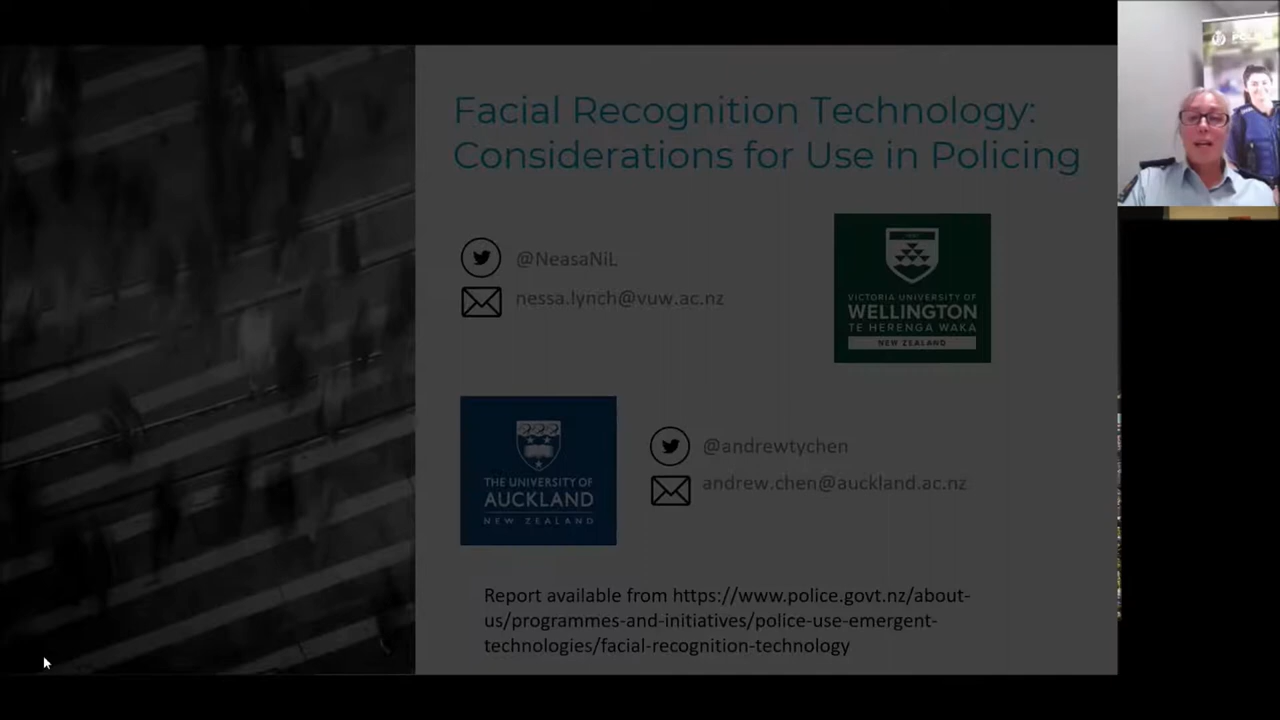 Facial Recognition Technology:
Considerations for Use in Policing
@NeasaNiL
nessa.lynch@vuw.ac.nz
VICTORIA UNIVERSITY OF
WELLINGTON
TE HERENGA WAKA
NEW ZEALAND
THE UNIVERSITY OF
AUCKLAND
NEW ZEALAND
@andrewtychen
andrew.chen@auckland.ac.nz
Report available from https://www.police.govt.nz/about-
us/programmes-and-initiatives/police-use-emergent-
technologies/facial-recognition-technology